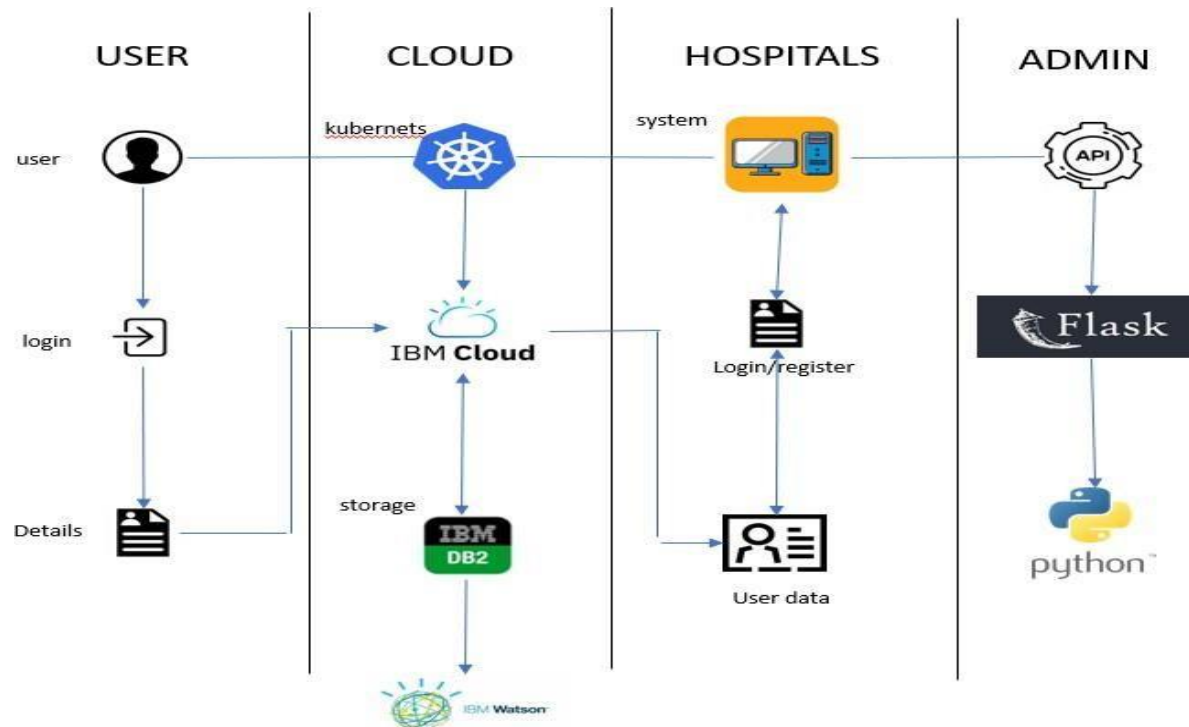 USER
CLOUD
HOSPITALS
ADMIN
user
kubernets
system
API
login
IBM Cloud
Login/register
Flask
Details
storage
IBM
DB2
User data
python™
IBM Watson